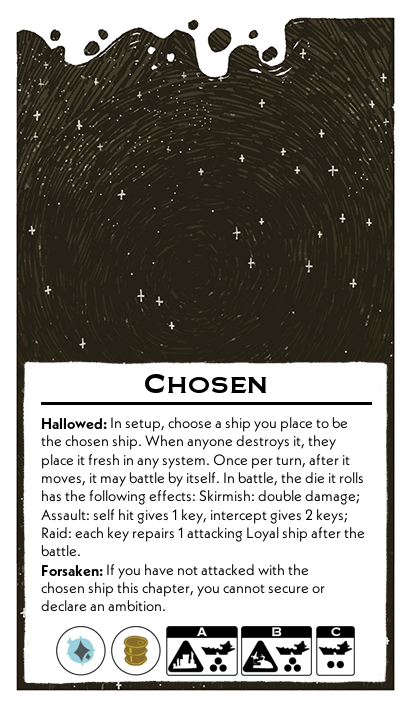 CHOSEN
Hallowed: In setup, choose a ship you place to be
the chosen ship. When anyone destroys it, they
place it fresh in any system. Once per turn, after it
moves, it may battle by itself. In battle, the die it rolls
has the following effects: Skirmish: double damage;
Assault: self hit gives 1 key, intercept gives 2 keys;
Raid: each key repairs 1 attacking Loyal ship after the
battle.
Forsaken: If you have not attacked with the
chosen ship this chapter, you cannot secure or
declare an ambition.
A B C